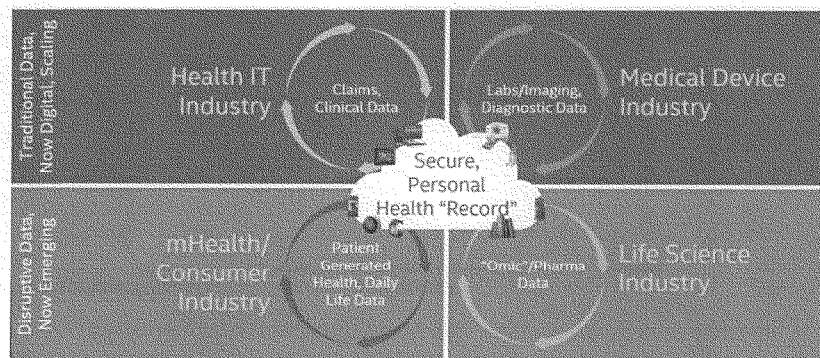 Traditional Data,
Now Digital, Scaling
Health IT
Industry
Claims,
Clinical Data
Labs/Imaging,
Diagnostic Data
Medical Device
Industry
Secure,
Personal
Health “Record”
Disruptive Data,
Now Emerging
mHealth/
Consumer
Industry
Patient
Generated
Health, Daily
Life Data
“Omic”/Pharma
Data
Life Science
Industry